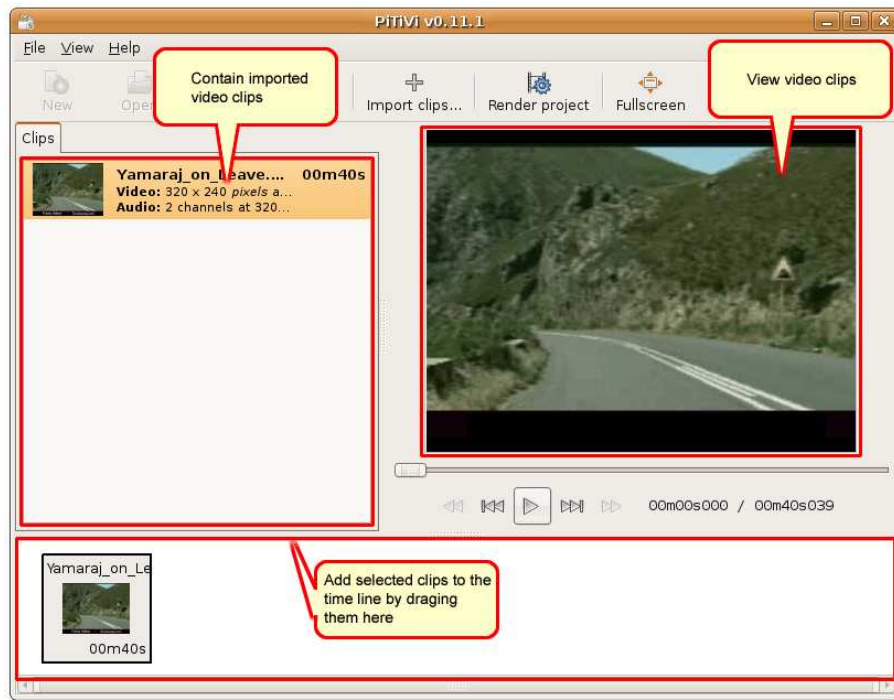 PiTiVi v0.11.1
File View Help
Contain imported
video clips
View video clips
New
Open
Import clips...
Render project
Fullscreen
Clips
Yamaraj_on_Leave.... 00m40s
Video: 320 x 240 pixels a...
Audio: 2 channels at 320...
00m00s000 / 00m40s039
Yamaraj_on_Le
00m40s
Add selected clips to the
time line by draging
them here